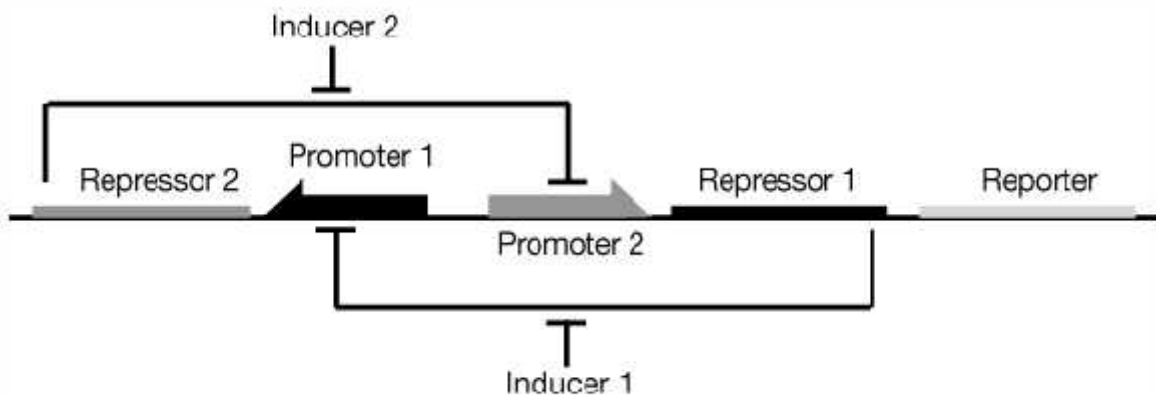 Inducer 2
Promoter 1
Repressor 2
Repressor 1
Reporter
Promoter 2
Inducer 1